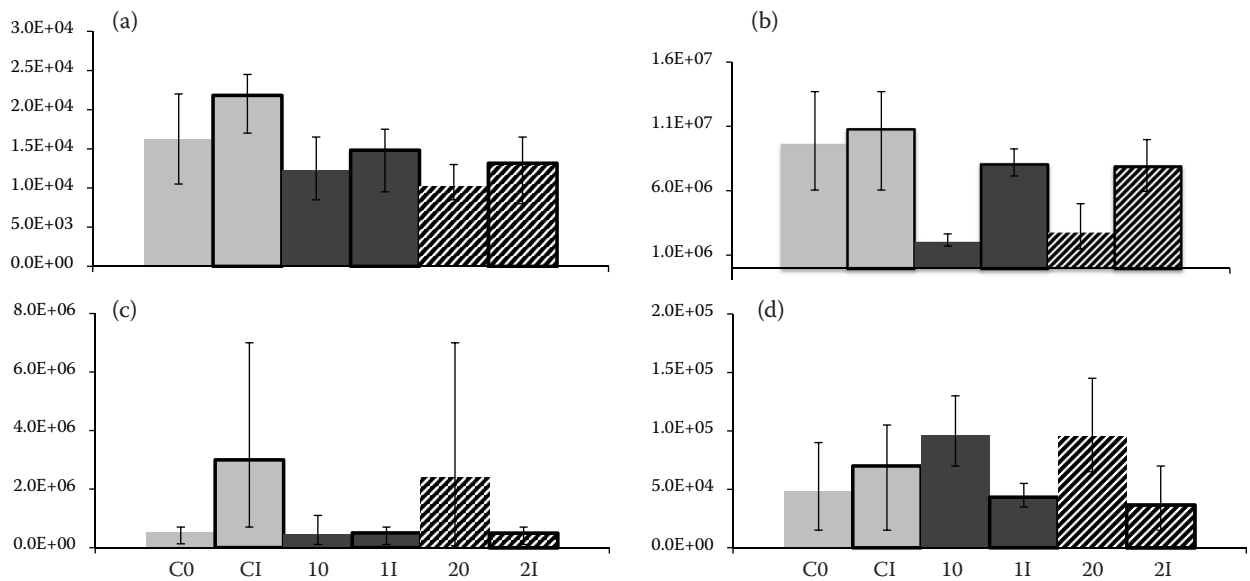 (a)
3.0E+04
2.5E+04
2.0E+04
1.5E+04
1.0E+04
5.0E+03
0.0E+00
(b)
1.6E+07
1.1E+07
6.0E+06
1.0E+06
(c)
8.0E+06
6.0E+06
4.0E+06
2.0E+06
0.0E+00
C0 CI 10 1I 20 2I
(d)
2.0E+05
1.5E+05
1.0E+05
5.0E+04
0.0E+00
C0 CI 10 1I 20 2I